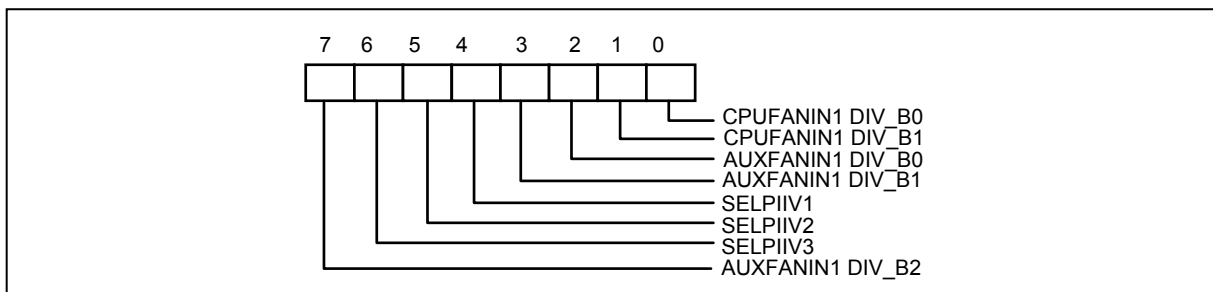 7 6 5 4 3 2 1 0
CPUFANIN1 DIV_B0
CPUFANIN1 DIV_B1
AUXFANIN1 DIV_B0
AUXFANIN1 DIV_B1
SELPIIV1
SELPIIV2
SELPIIV3
AUXFANIN1 DIV_B2